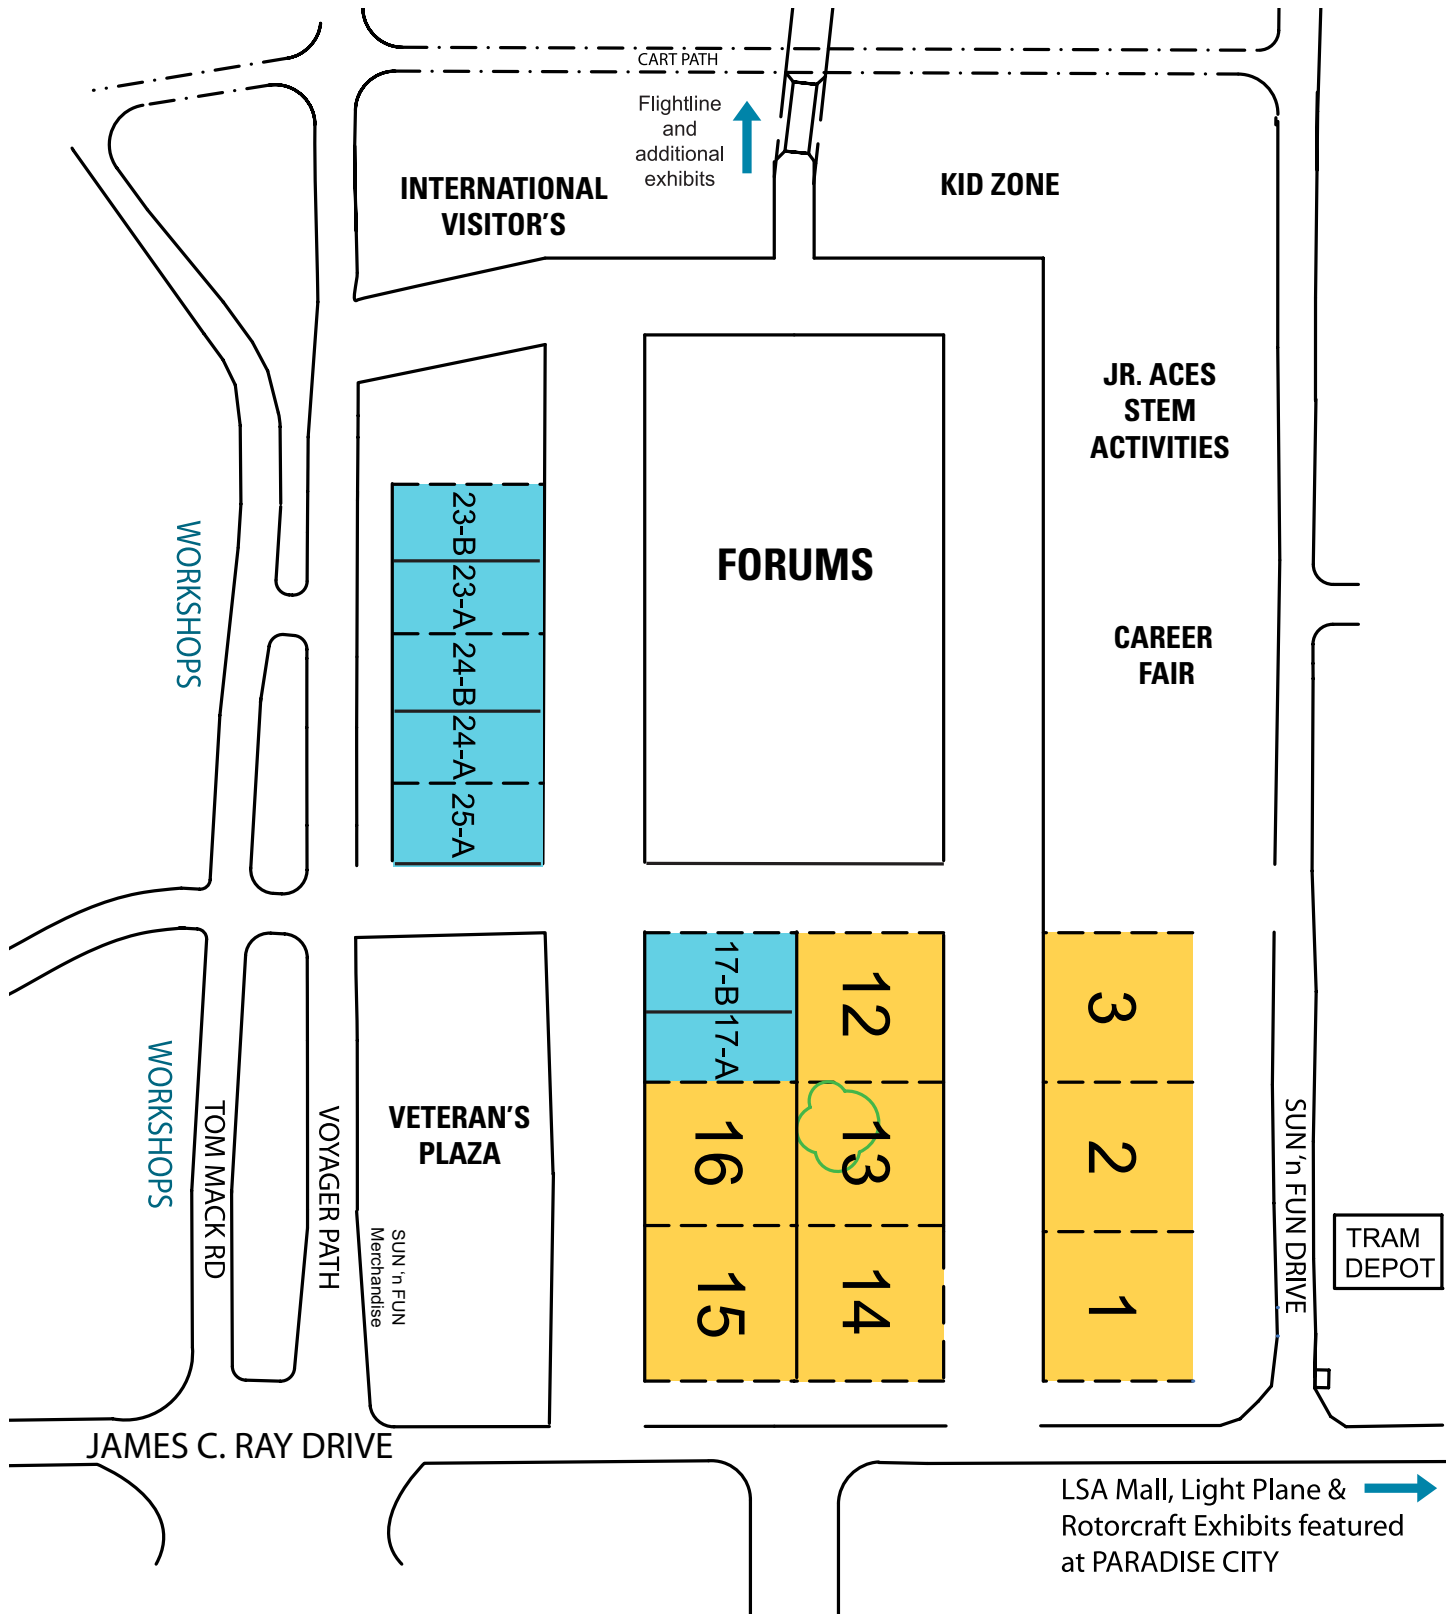 CART PATH
Flightline
and
additional
exhibits
INTERNATIONAL
VISITOR'S
KID ZONE
JR. ACES
STEM
ACTIVITIES
WORKSHOPS
23-B
23-A
24-B
24-A
25-A
FORUMS
CAREER
FAIR
17-B
17-A
12
3
WORKSHOPS
TOM MACK RD
VOYAGER PATH
VETERAN'S
PLAZA
SUN 'n FUN
Merchandise
16
13
2
15
14
1
SUN 'n FUN DRIVE
TRAM
DEPOT
JAMES C. RAY DRIVE
LSA Mall, Light Plane &
Rotorcraft Exhibits featured
at PARADISE CITY